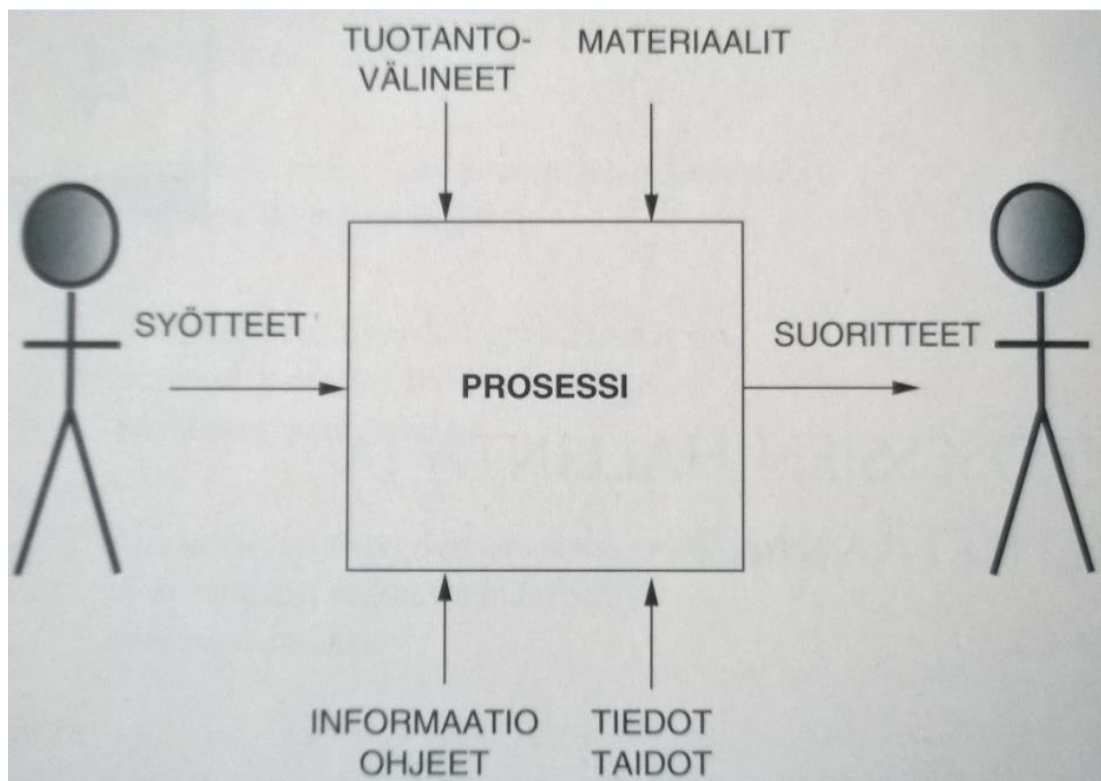 TUOTANTO-
VÄLINEET
MATERIAALIT
SYÖTTEET
PROSESSI
SUORITTEET
INFORMAATIO
OHJEET
TIEDOT
TAIDOT